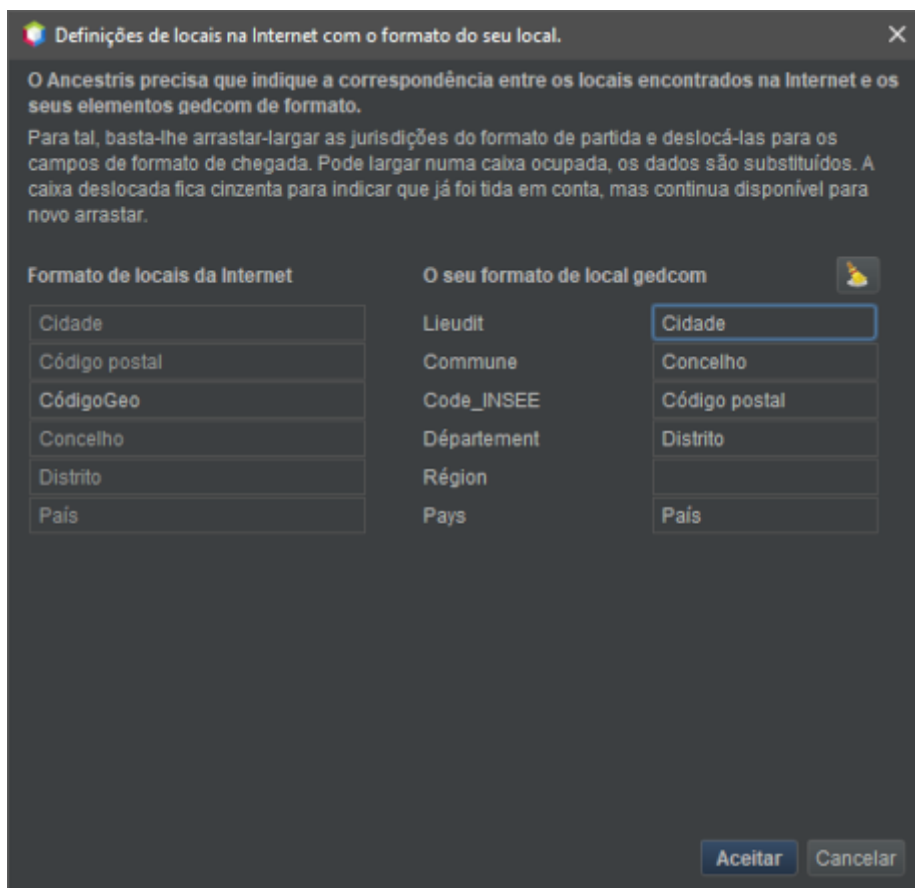 Definições de locais na Internet com o formato do seu local.
O Ancestris precisa que indique a correspondência entre os locais encontrados na Internet e os
seus elementos gedcom de formato.
Para tal, basta-lhe arrastar-largar as jurisdições do formato de partida e deslocá-las para os
campos de formato de chegada. Pode largar numa caixa ocupada, os dados são substituídos. A
caixa deslocada fica cinzenta para indicar que já foi tida em conta, mas continua disponível para
novo arrastar.
Formato de locais da Internet
O seu formato de local gedcom
Cidade
Lieudit
Cidade
Código postal
Commune
Concelho
CódigoGeo
Code_INSEE
Código postal
Concelho
Département
Distrito
Distrito
Région
País
Pays
País
Aceitar
Cancelar